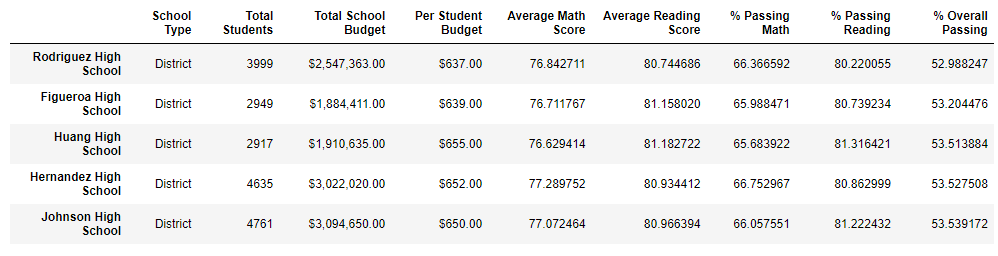 School Type Total Students Total School Budget Per Student Budget Average Math Score Average Reading Score % Passing Math % Passing Reading % Overall Passing
Rodriguez High School District 3999 $2,547,363.00 $637.00 76.842711 80.744686 66.366592 80.220055 52.988247
Figueroa High School District 2949 $1,884,411.00 $639.00 76.711767 81.158020 65.988471 80.739234 53.204476
Huang High School District 2917 $1,910,635.00 $655.00 76.629414 81.182722 65.683922 81.316421 53.513884
Hernandez High School District 4635 $3,022,020.00 $652.00 77.289752 80.934412 66.752967 80.862999 53.527508
Johnson High School District 4761 $3,094,650.00 $650.00 77.072464 80.966394 66.057551 81.222432 53.539172